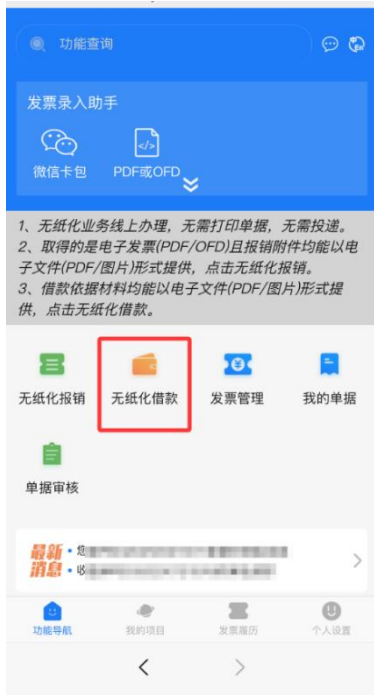 功能查询
发票录入助手
微信卡包 PDF或OFD
1、无纸化业务线上办理，无需打印单据，无需投递。
2、取得的是电子发票(PDF/OFD)且报销附件均能以电
子文件(PDF/图片)形式提供，点击无纸化报销。
3、借款依据材料均能以电子文件(PDF/图片)形式提
供，点击无纸化借款。
无纸化报销 无纸化借款 发票管理 我的单据
单据审核
最新 • 您
消息 • 收
功能导航 我的项目 发票履历 个人设置